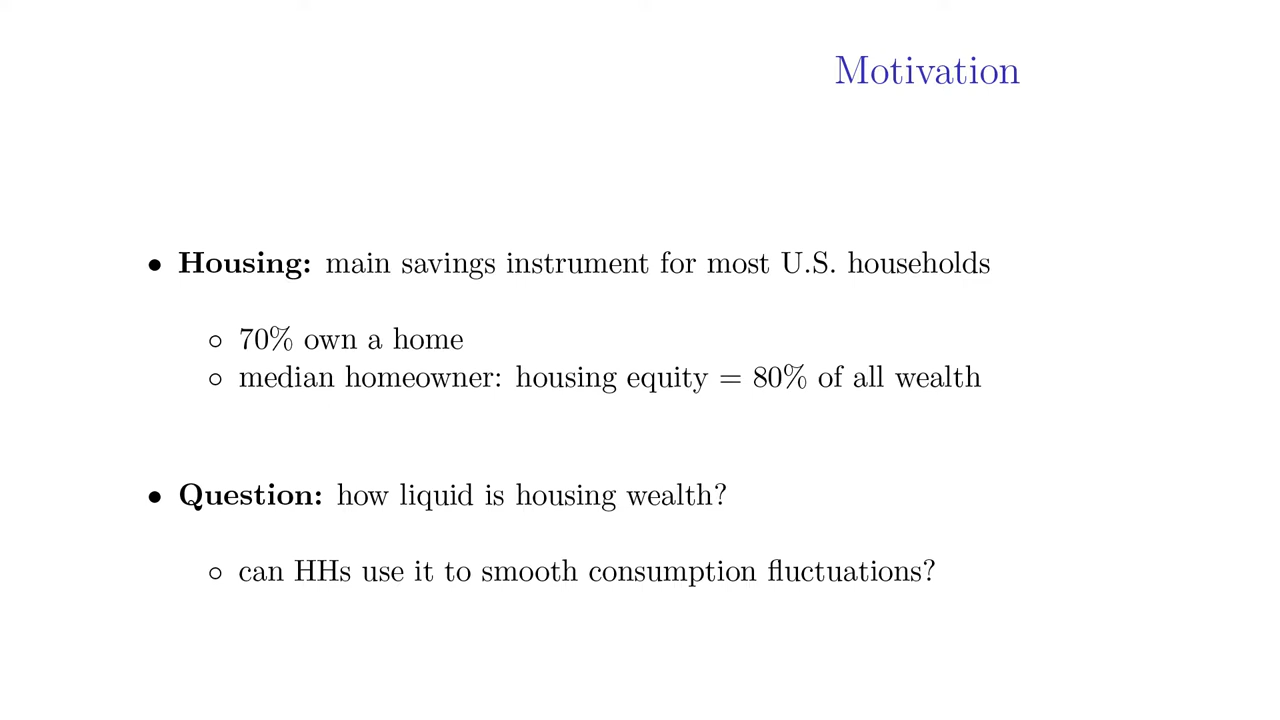 Motivation
• Housing: main savings instrument for most U.S. households
◦ 70% own a home
◦ median homeowner: housing equity = 80% of all wealth
• Question: how liquid is housing wealth?
◦ can HHs use it to smooth consumption fluctuations?